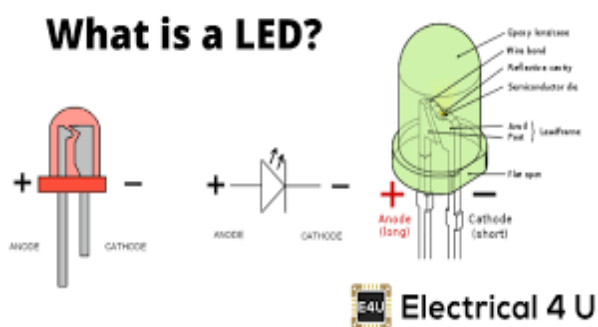 What is a LED?
Epoxy lens/case
Wire bond
Reflective cavity
Semiconductor die
Anvil
Post
} Leadframe
Flat spot
+
−
ANODE
CATHODE
+
−
ANODE
CATHODE
+
−
Anode
(long)
Cathode
(short)
E4U
Electrical 4 U